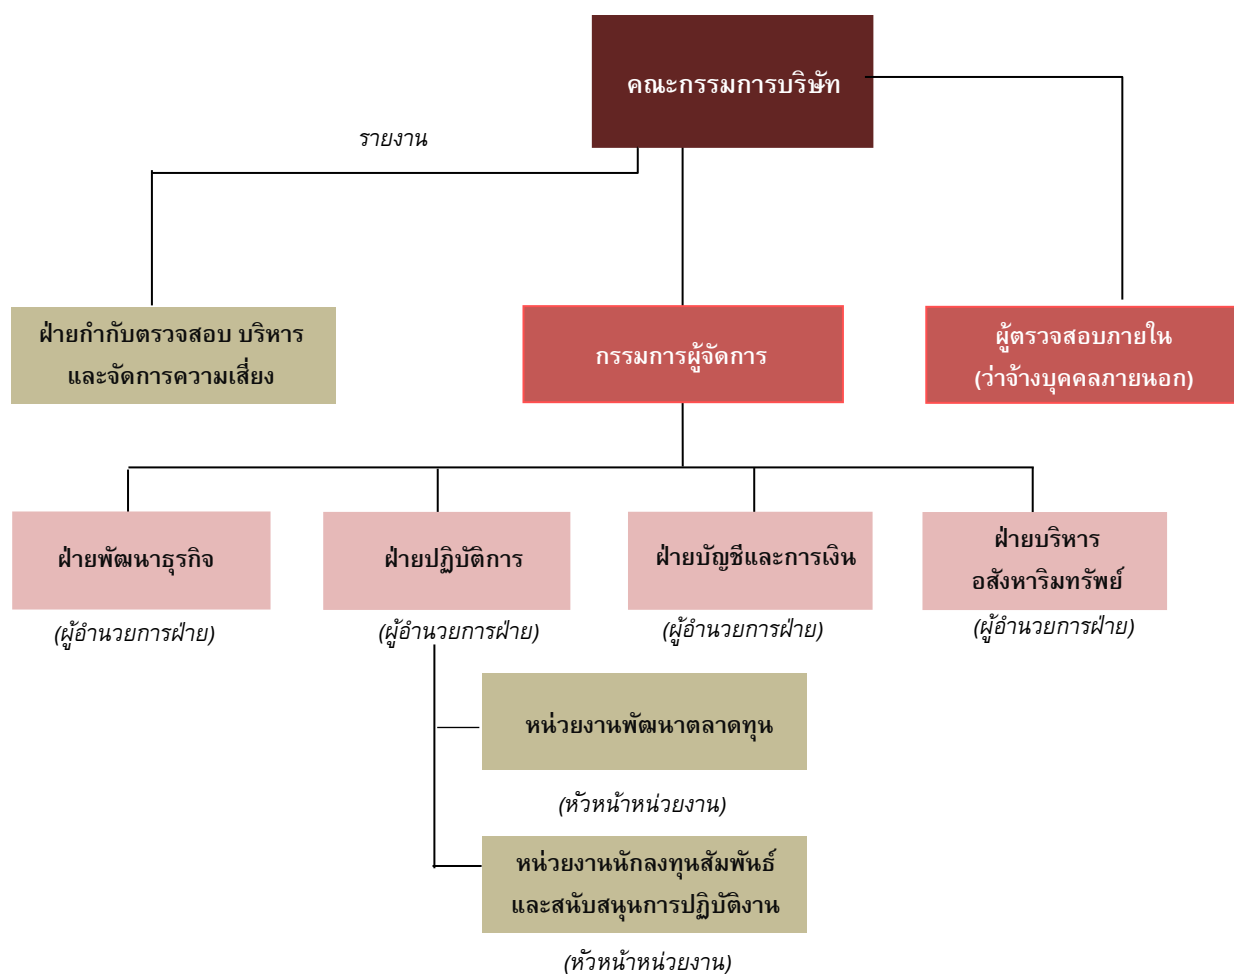 คณะกรรมการบริษัท
รายงาน
ฝ่ายกำกับตรวจสอบ บริหาร
และจัดการความเสี่ยง
กรรมการผู้จัดการ
ผู้ตรวจสอบภายใน
(ว่าจ้างบุคคลภายนอก)
ฝ่ายพัฒนาธุรกิจ
(ผู้อำนวยการฝ่าย)
ฝ่ายปฏิบัติการ
(ผู้อำนวยการฝ่าย)
ฝ่ายบัญชีและการเงิน
(ผู้อำนวยการฝ่าย)
ฝ่ายบริหาร
อสังหาริมทรัพย์
(ผู้อำนวยการฝ่าย)
หน่วยงานพัฒนาตลาดทุน
(หัวหน้าหน่วยงาน)
หน่วยงานนักลงทุนสัมพันธ์
และสนับสนุนการปฏิบัติงาน
(หัวหน้าหน่วยงาน)